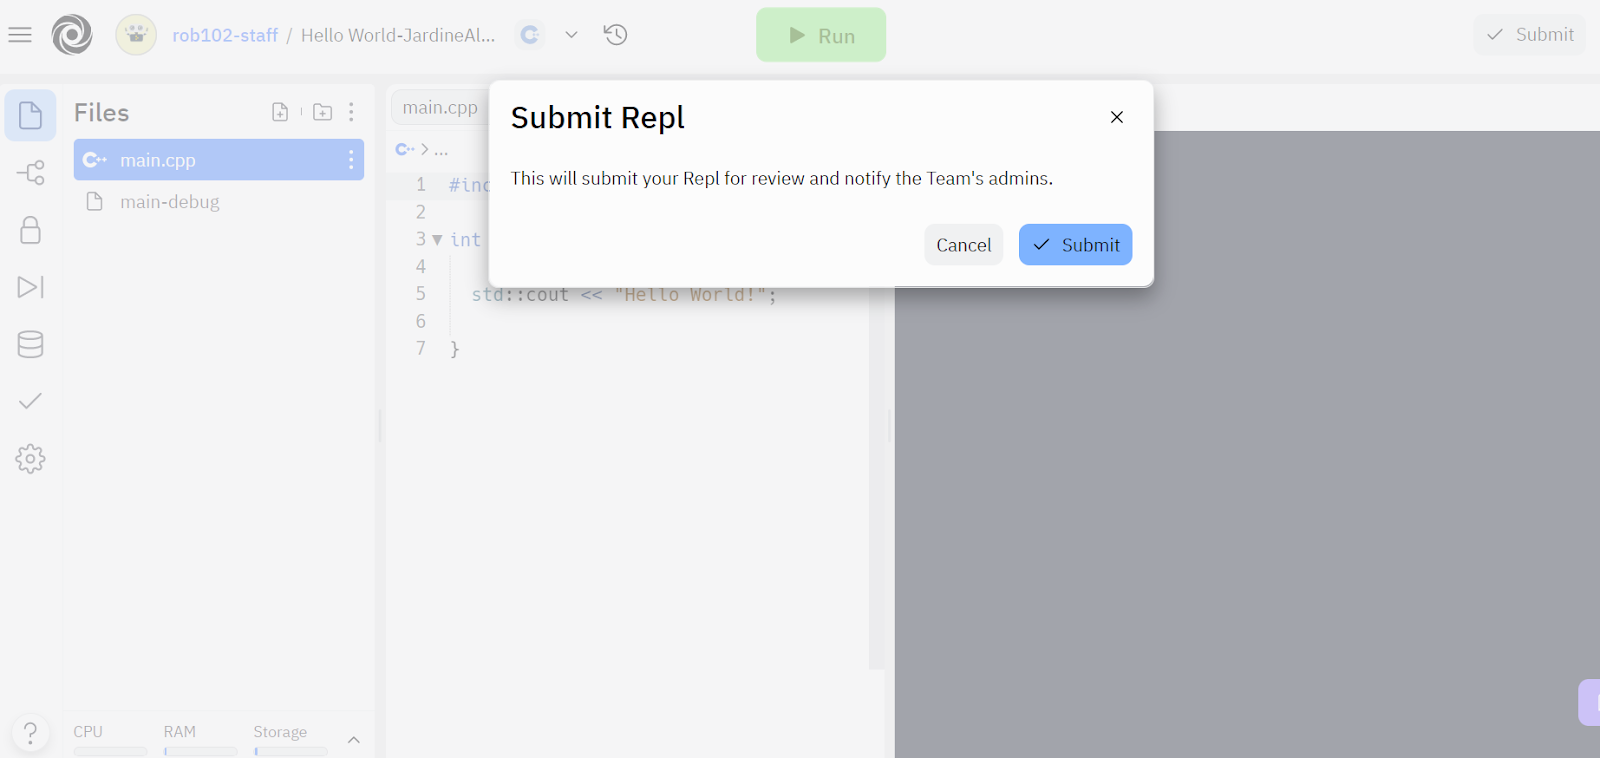 rob102-staff / Hello World-JardineAl...
Run
Submit
Files
main.cpp
main-debug
main.cpp
...
1 #inc
2
3 int
4
5 std::cout << "Hello World!";
6
7 }
Submit Repl
This will submit your Repl for review and notify the Team's admins.
Cancel
Submit
CPU RAM Storage
?